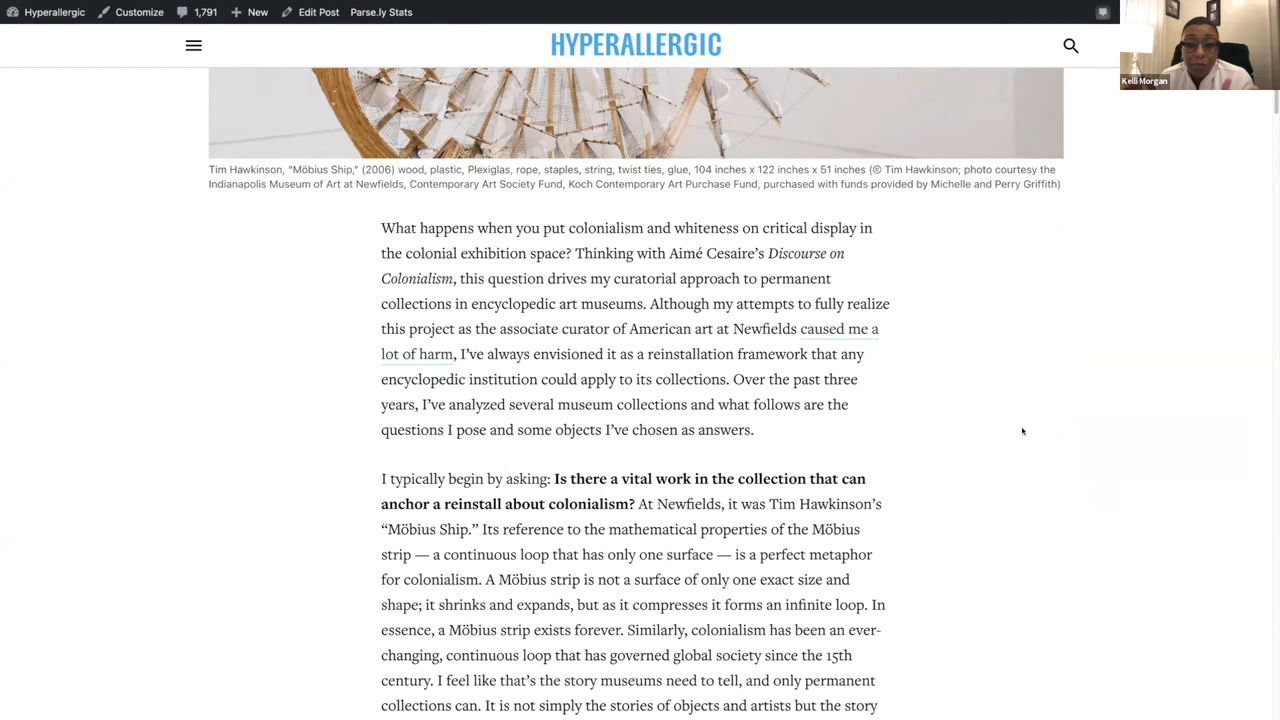 Hyperallergic Customize 1,791 New Edit Post Parse.ly Stats
HYPERALLERGIC
Kelli Morgan
Tim Hawkinson, "Möbius Ship," (2006) wood, plastic, Plexiglas, rope, staples, string, twist ties, glue, 104 inches x 122 inches x 51 inches (© Tim Hawkinson; photo courtesy the
Indianapolis Museum of Art at Newfields, Contemporary Art Society Fund, Koch Contemporary Art Purchase Fund, purchased with funds provided by Michelle and Perry Griffith)
What happens when you put colonialism and whiteness on critical display in
the colonial exhibition space? Thinking with Aimé Cesaire's Discourse on
Colonialism, this question drives my curatorial approach to permanent
collections in encyclopedic art museums. Although my attempts to fully realize
this project as the associate curator of American art at Newfields caused me a
lot of harm, I've always envisioned it as a reinstallation framework that any
encyclopedic institution could apply to its collections. Over the past three
years, I've analyzed several museum collections and what follows are the
questions I pose and some objects I've chosen as answers.
I typically begin by asking: Is there a vital work in the collection that can
anchor a reinstall about colonialism? At Newfields, it was Tim Hawkinson's
“Möbius Ship.” Its reference to the mathematical properties of the Möbius
strip — a continuous loop that has only one surface — is a perfect metaphor
for colonialism. A Möbius strip is not a surface of only one exact size and
shape; it shrinks and expands, but as it compresses it forms an infinite loop. In
essence, a Möbius strip exists forever. Similarly, colonialism has been an ever-
changing, continuous loop that has governed global society since the 15th
century. I feel like that's the story museums need to tell, and only permanent
collections can. It is not simply the stories of objects and artists but the story